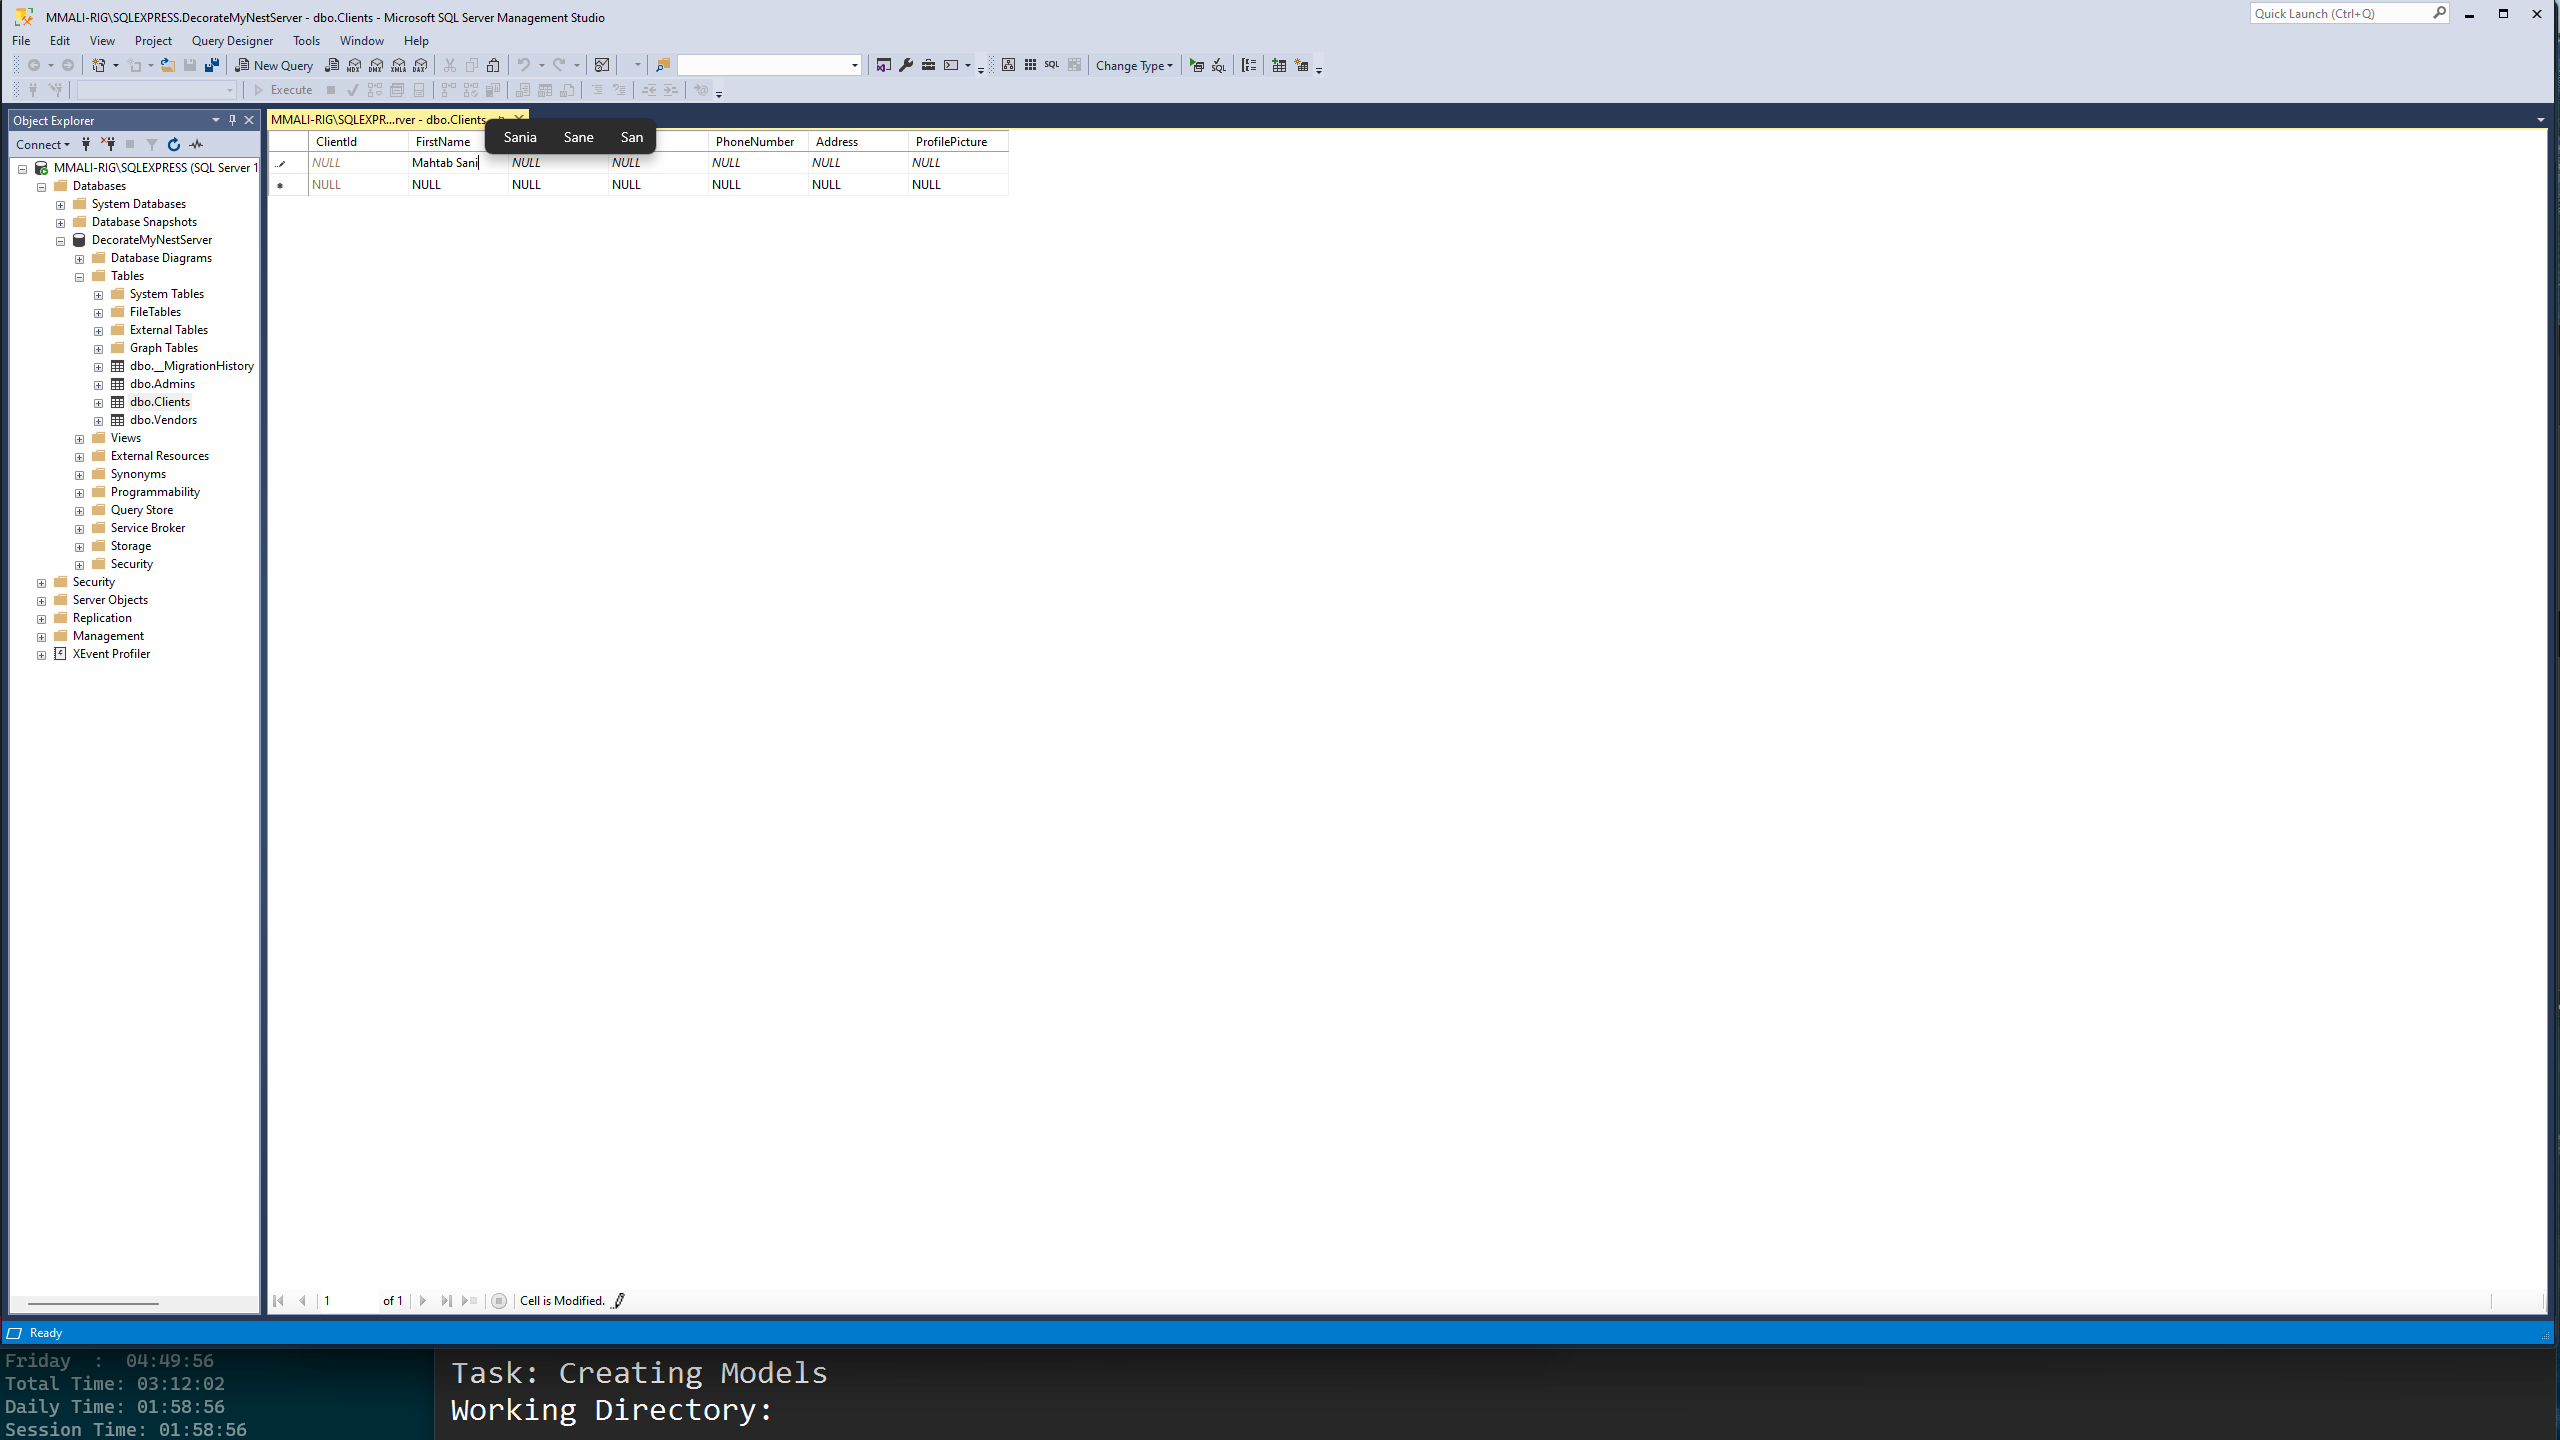 MMALI-RIG\SQLEXPRESS.DecorateMyNestServer - dbo.Clients - Microsoft SQL Server Management Studio
Quick Launch (Ctrl+Q)
File Edit View Project Query Designer Tools Window Help
New Query MDX DMX XMLA DAX SQL Change Type SQL
Execute
Object Explorer
MMALI-RIG\SQLEXPR...rver - dbo.Clients
Connect
Sania Sane San
ClientId FirstName PhoneNumber Address ProfilePicture
NULL Mahtab Sani NULL NULL NULL NULL NULL
NULL NULL NULL NULL NULL NULL NULL
MMALI-RIG\SQLEXPRESS (SQL Server 1
Databases
System Databases
Database Snapshots
DecorateMyNestServer
Database Diagrams
Tables
System Tables
FileTables
External Tables
Graph Tables
dbo.__MigrationHistory
dbo.Admins
dbo.Clients
dbo.Vendors
Views
External Resources
Synonyms
Programmability
Query Store
Service Broker
Storage
Security
Security
Server Objects
Replication
Management
XEvent Profiler
1 of 1 Cell is Modified.
Ready
Friday : 04:49:56
Total Time: 03:12:02
Daily Time: 01:58:56
Session Time: 01:58:56
Task: Creating Models
Working Directory: